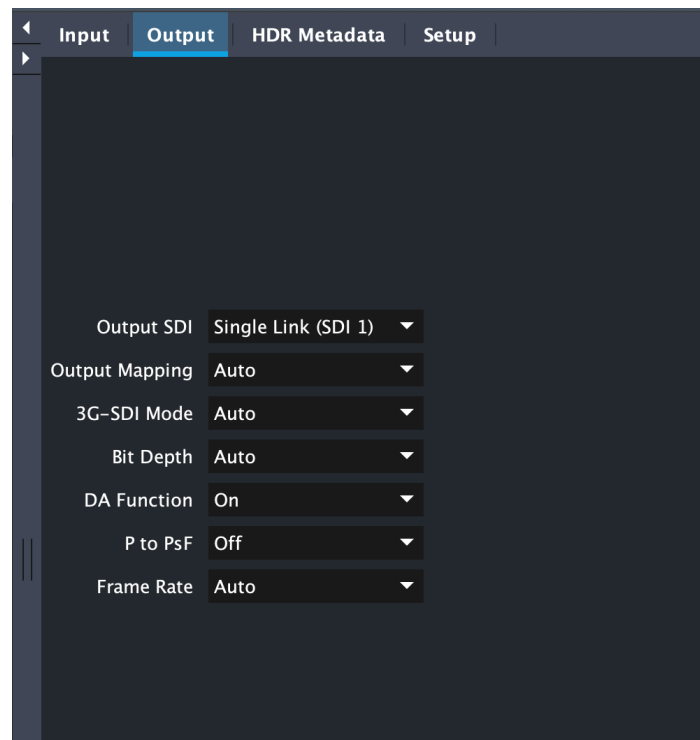 Input Output HDR Metadata Setup
Output SDI Single Link (SDI 1)
Output Mapping Auto
3G-SDI Mode Auto
Bit Depth Auto
DA Function On
P to PsF Off
Frame Rate Auto